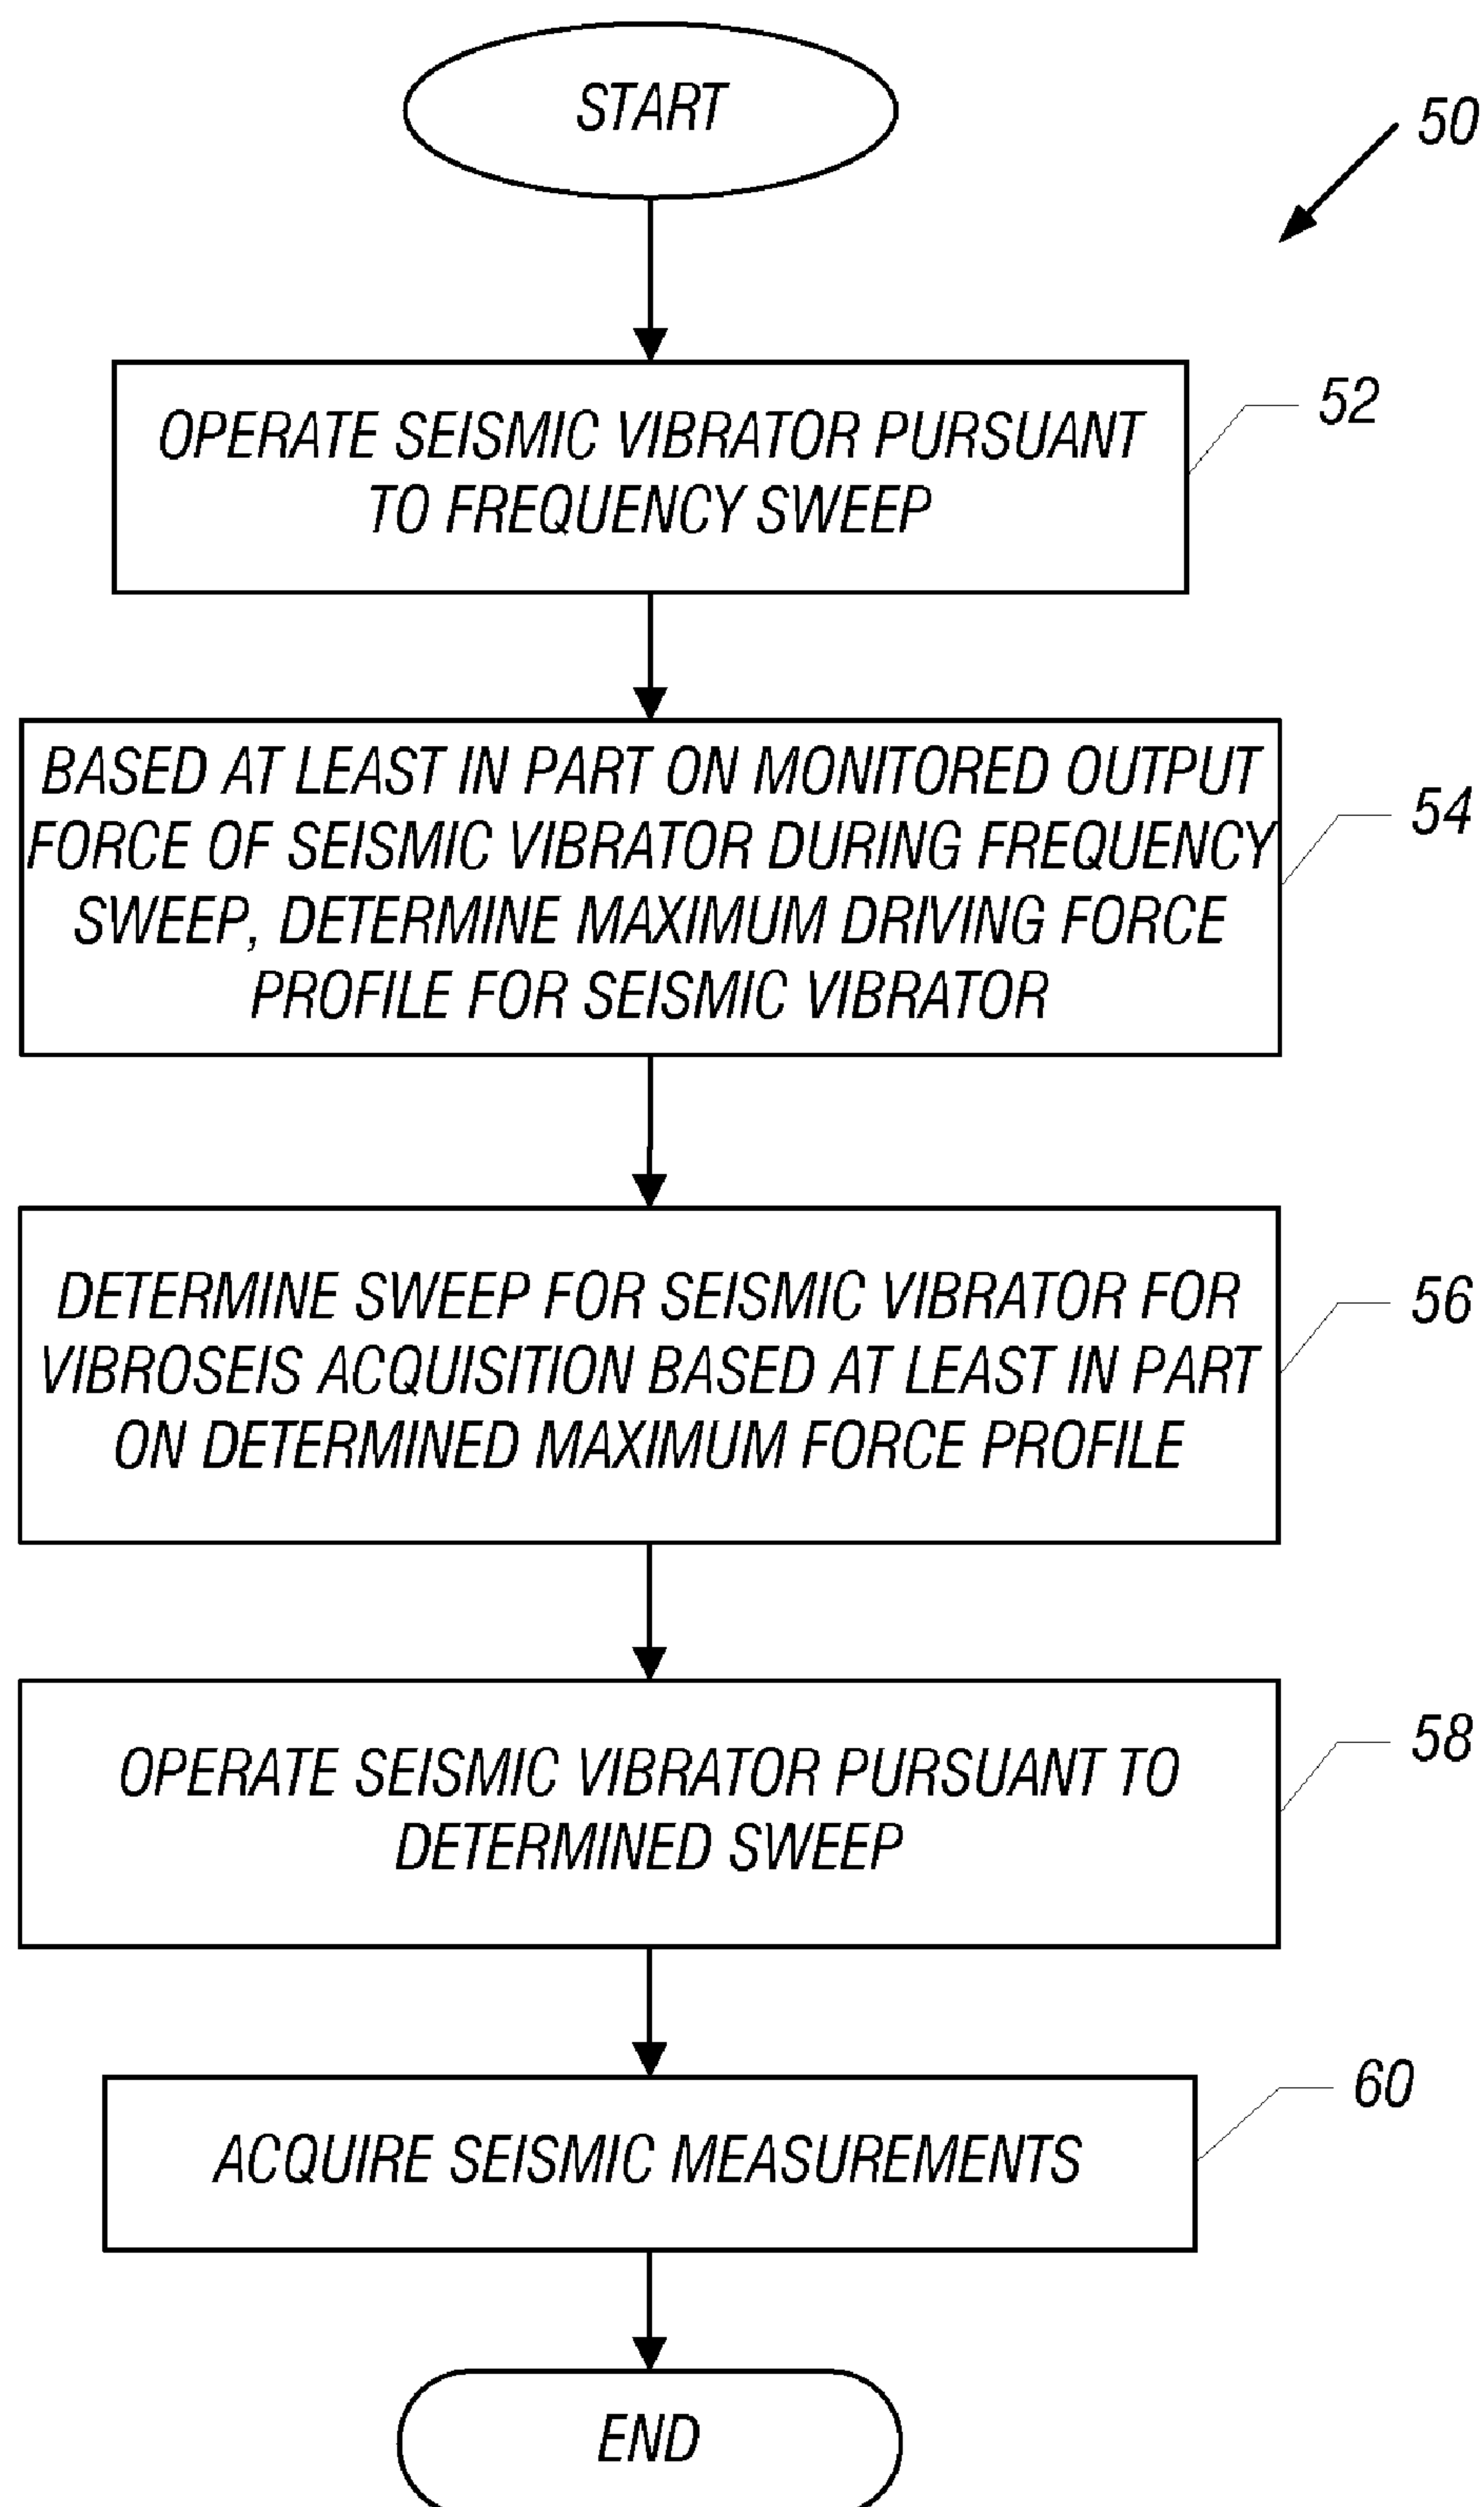 START
50
OPERATE SEISMIC VIBRATOR PURSUANT
TO FREQUENCY SWEEP
52
BASED AT LEAST IN PART ON MONITORED OUTPUT
FORCE OF SEISMIC VIBRATOR DURING FREQUENCY
SWEEP, DETERMINE MAXIMUM DRIVING FORCE
PROFILE FOR SEISMIC VIBRATOR
54
DETERMINE SWEEP FOR SEISMIC VIBRATOR FOR
VIBROSEIS ACQUISITION BASED AT LEAST IN PART
ON DETERMINED MAXIMUM FORCE PROFILE
56
OPERATE SEISMIC VIBRATOR PURSUANT TO
DETERMINED SWEEP
58
ACQUIRE SEISMIC MEASUREMENTS
60
END